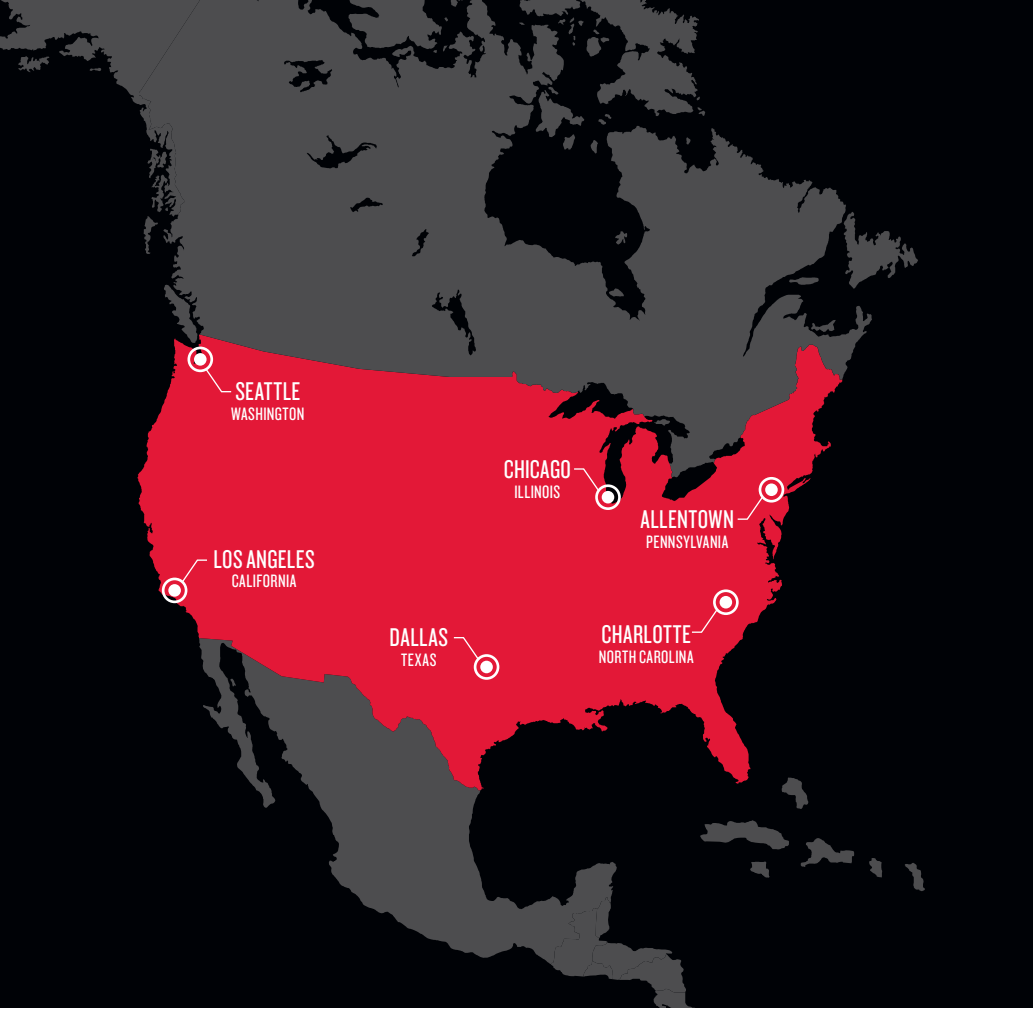 SEATTLE
WASHINGTON
CHICAGO
ILLINOIS
ALLENTOWN
PENNSYLVANIA
LOS ANGELES
CALIFORNIA
DALLAS
TEXAS
CHARLOTTE
NORTH CAROLINA